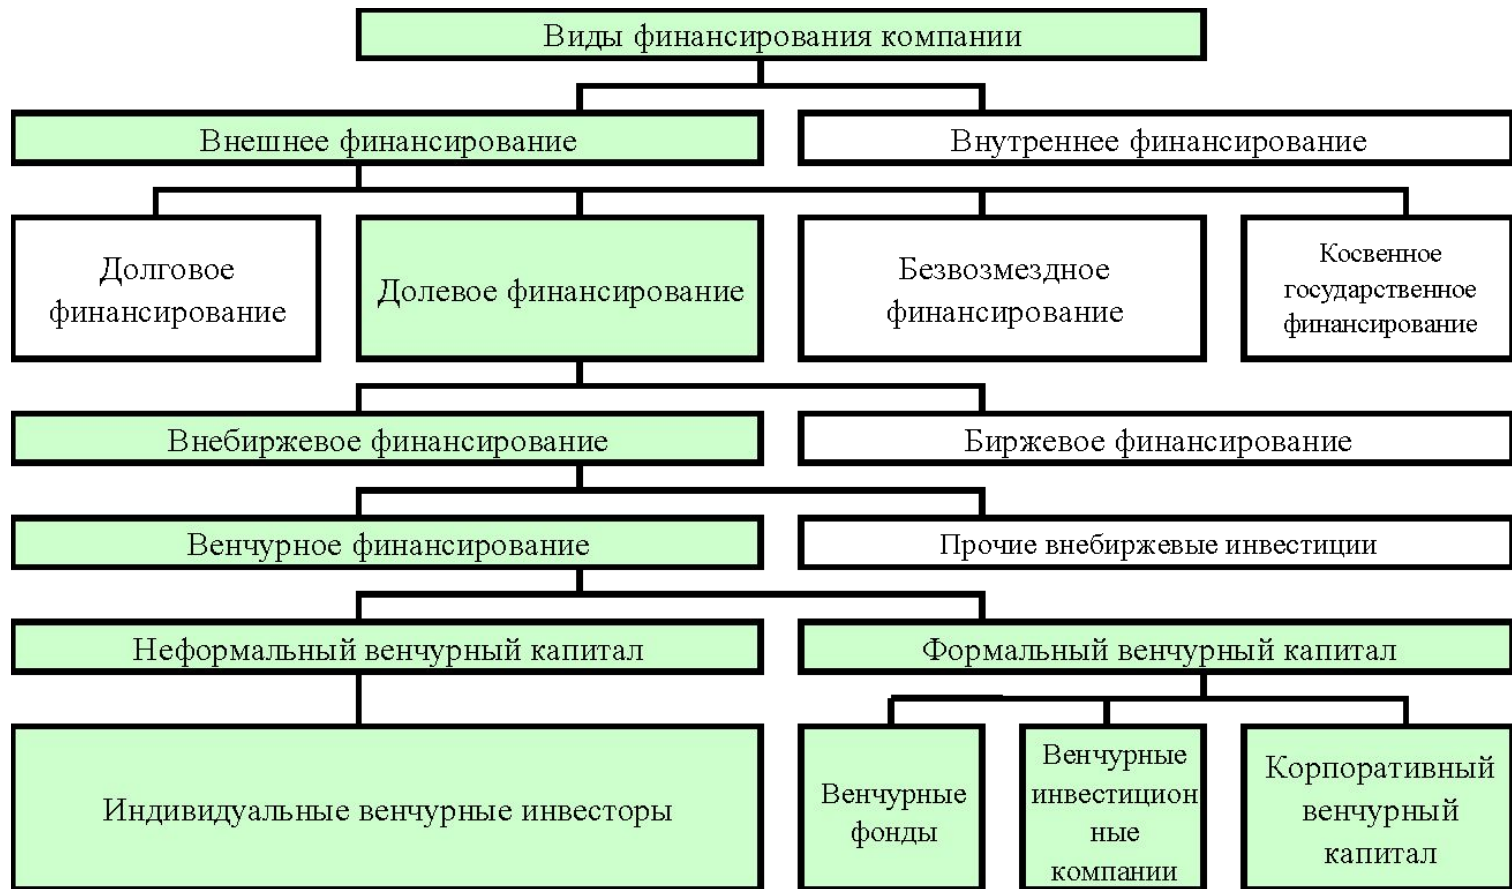 Виды финансирования компании
Внешнее финансирование
Внутреннее финансирование
Долговое
финансирование
Долевое финансирование
Безвозмездное
финансирование
Косвенное
государственное
финансирование
Внебиржевое финансирование
Биржевое финансирование
Венчурное финансирование
Прочие внебиржевые инвестиции
Неформальный венчурный капитал
Формальный венчурный капитал
Индивидуальные венчурные инвесторы
Венчурные
фонды
Венчурные
инвестицион
ные
компании
Корпоративный
венчурный
капитал